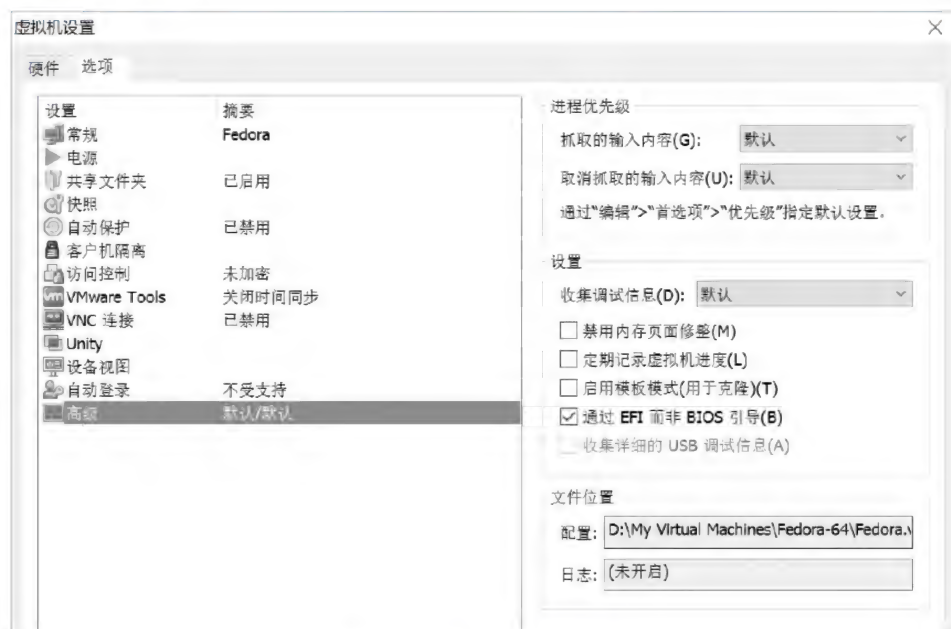 虚拟机设置
硬件 选项
设置 摘要
常规 Fedora
电源
共享文件夹 已启用
快照
自动保护 已禁用
客户机隔离
访问控制 未加密
VMware Tools 关闭时间同步
VNC 连接 已禁用
Unity
设备视图
自动登录 不受支持
高级 默认/默认
进程优先级
抓取的输入内容(G): 默认
取消抓取的输入内容(U): 默认
通过“编辑”>“首选项”>“优先级”指定默认设置。
设置
收集调试信息(D): 默认
禁用内存页面修整(M)
定期记录虚拟机进度(L)
启用模板模式(用于克隆)(T)
通过 EFI 而非 BIOS 引导(B)
收集详细的 USB 调试信息(A)
文件位置
配置: D:\My Virtual Machines\Fedora-64\Fedora.v
日志: (未开启)